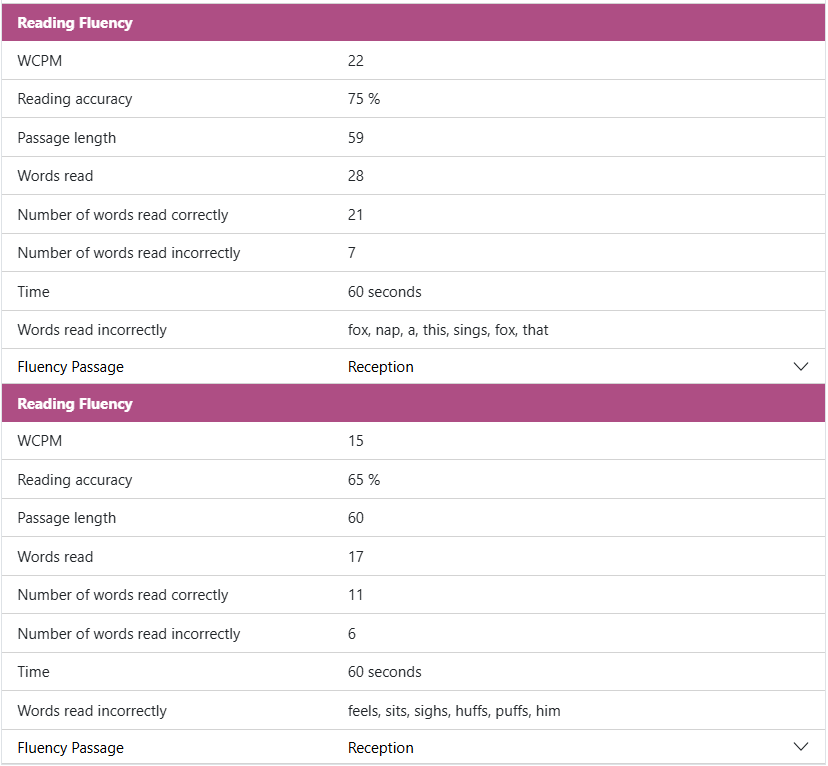 Reading Fluency
WCPM 22
Reading accuracy 75 %
Passage length 59
Words read 28
Number of words read correctly 21
Number of words read incorrectly 7
Time 60 seconds
Words read incorrectly fox, nap, a, this, sings, fox, that
Fluency Passage Reception
Reading Fluency
WCPM 15
Reading accuracy 65 %
Passage length 60
Words read 17
Number of words read correctly 11
Number of words read incorrectly 6
Time 60 seconds
Words read incorrectly feels, sits, sighs, huffs, puffs, him
Fluency Passage Reception